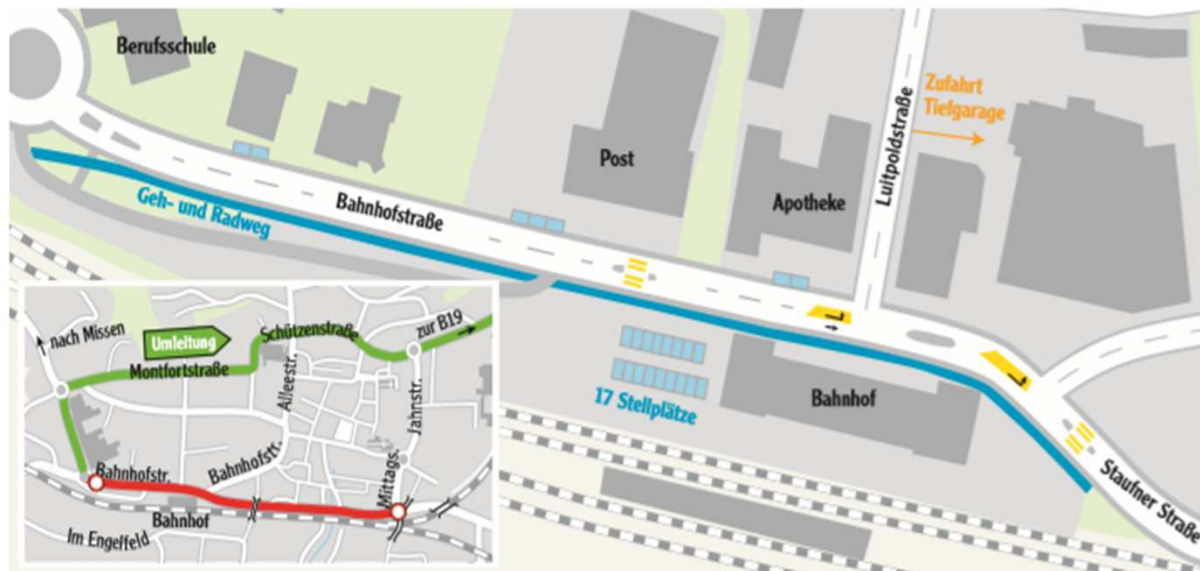 Berufsschule
Zufahrt
Tiefgarage
Luitpoldstraße
Post
Apotheke
Geh- und Radweg
Bahnhofstraße
17 Stellplätze
Bahnhof
Staufner Straße
nach Missen
Umleitung
Schützenstraße
zur B19
Montfortstraße
Alleestr.
Jahnstr.
Bahnhofstr.
Bahnhofstr.
Mittags.
Bahnhof
Im Engelfeld